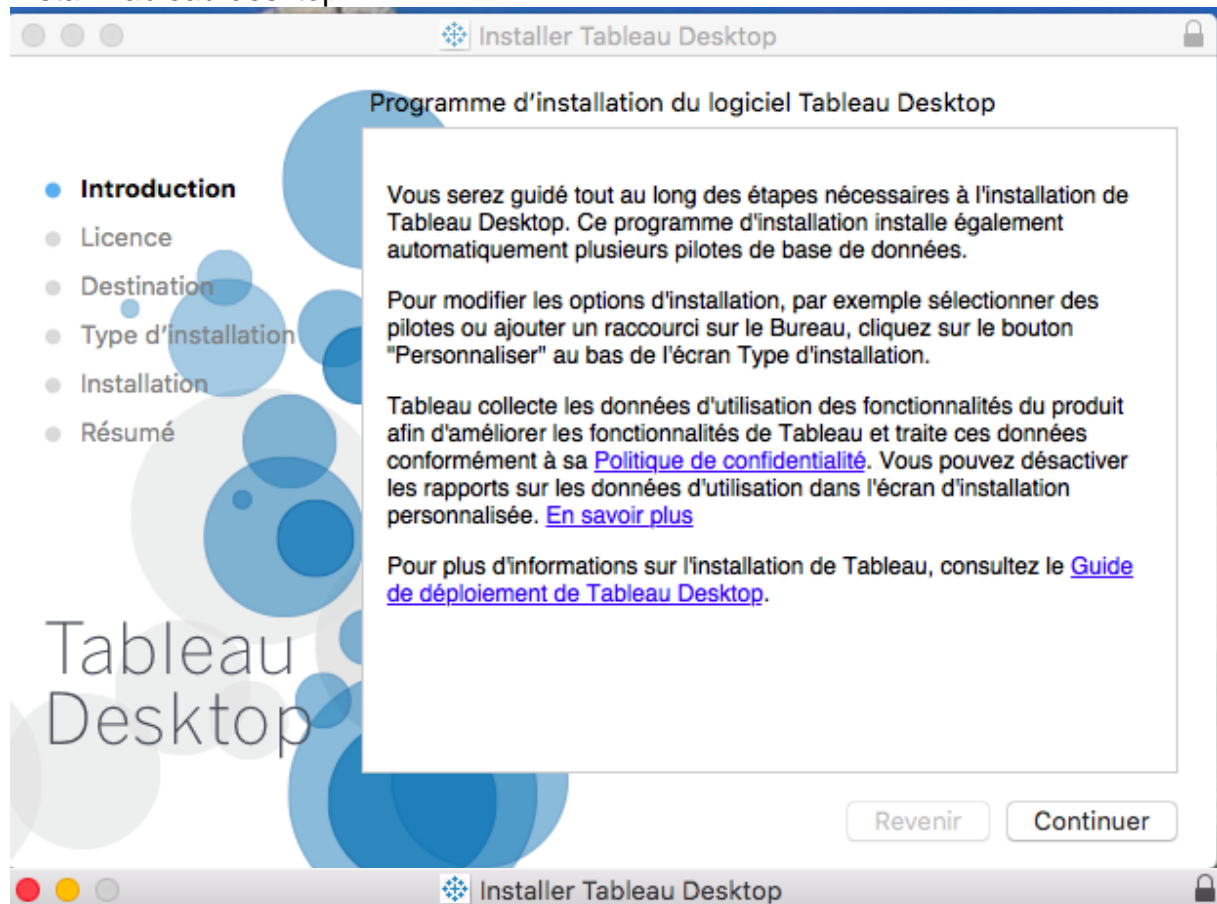 Installer Tableau Desktop
Programme d'installation du logiciel Tableau Desktop
Introduction
Licence
Destination
Type d'installation
Installation
Résumé
Vous serez guidé tout au long des étapes nécessaires à l'installation de
Tableau Desktop. Ce programme d'installation installe également
automatiquement plusieurs pilotes de base de données.
Pour modifier les options d'installation, par exemple sélectionner des
pilotes ou ajouter un raccourci sur le Bureau, cliquez sur le bouton
"Personnaliser" au bas de l'écran Type d'installation.
Tableau collecte les données d'utilisation des fonctionnalités du produit
afin d'améliorer les fonctionnalités de Tableau et traite ces données
conformément à sa Politique de confidentialité. Vous pouvez désactiver
les rapports sur les données d'utilisation dans l'écran d'installation
personnalisée. En savoir plus
Pour plus d'informations sur l'installation de Tableau, consultez le Guide
de déploiement de Tableau Desktop.
Tableau
Desktop
Revenir
Continuer
Installer Tableau Desktop